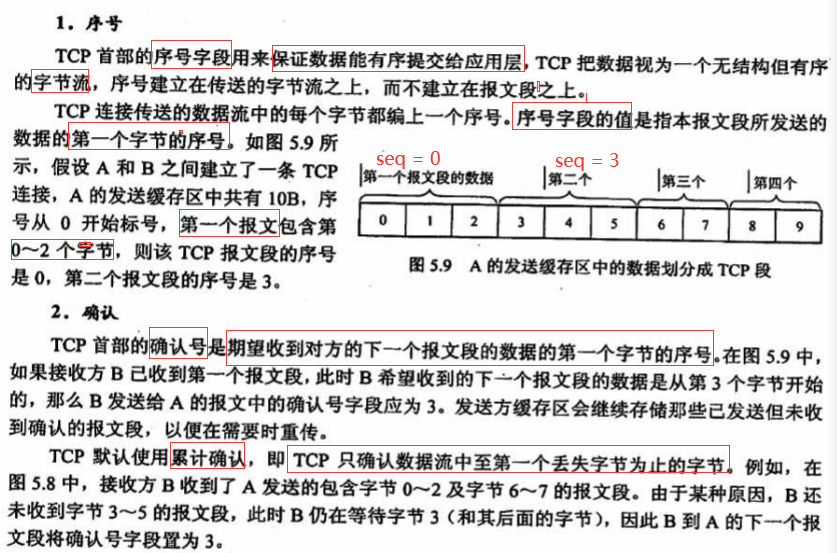 1．序号
TCP 首部的序号字段用来保证数据能有序提交给应用层，TCP 把数据视为一个无结构但有序
的字节流，序号建立在传送的字节流之上，而不建立在报文段之上。
TCP 连接传送的数据流中的每个字节都编上一个序号。序号字段的值是指本报文段所发送的
数据的第一个字节的序号。如图 5.9 所
示，假设 A 和 B 之间建立了一条 TCP
连接，A 的发送缓存区中共有 10B，序
号从 0 开始标号，第一个报文包含第
0～2 个字节，则该 TCP 报文段的序号
是 0，第二个报文段的序号是 3。
seq = 0
seq = 3
第一个报文段的数据
第二个
第三个
第四个
0 1 2 3 4 5 6 7 8 9
图 5.9 A 的发送缓存区中的数据划分成 TCP 段
2．确认
TCP 首部的确认号是期望收到对方的下一个报文段的数据的第一个字节的序号。在图 5.9 中，
如果接收方 B 已收到第一个报文段，此时 B 希望收到的下一个报文段的数据是从第 3 个字节开始
的，那么 B 发送给 A 的报文中的确认号字段应为 3。发送方缓存区会继续存储那些已发送但未收
到确认的报文段，以便在需要时重传。
TCP 默认使用累计确认，即 TCP 只确认数据流中至第一个丢失字节为止的字节。例如，在
图 5.8 中，接收方 B 收到了 A 发送的包含字节 0～2 及字节 6～7 的报文段。由于某种原因，B 还
未收到字节 3～5 的报文段，此时 B 仍在等待字节 3（和其后面的字节），因此 B 到 A 的下一个报
文段将确认号字段置为 3。